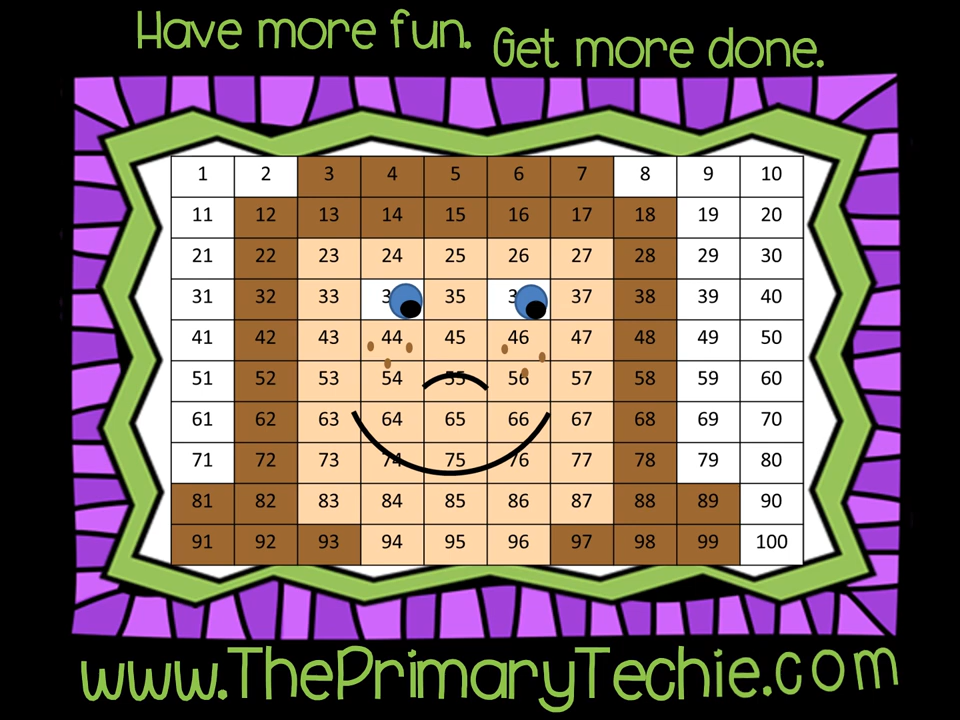 Have more fun. Get more done.
1 2 3 4 5 6 7 8 9 10
11 12 13 14 15 16 17 18 19 20
21 22 23 24 25 26 27 28 29 30
31 32 33 3 35 3 37 38 39 40
41 42 43 44 45 46 47 48 49 50
51 52 53 54 55 56 57 58 59 60
61 62 63 64 65 66 67 68 69 70
71 72 73 74 75 76 77 78 79 80
81 82 83 84 85 86 87 88 89 90
91 92 93 94 95 96 97 98 99 100
www.ThePrimaryTechie.com